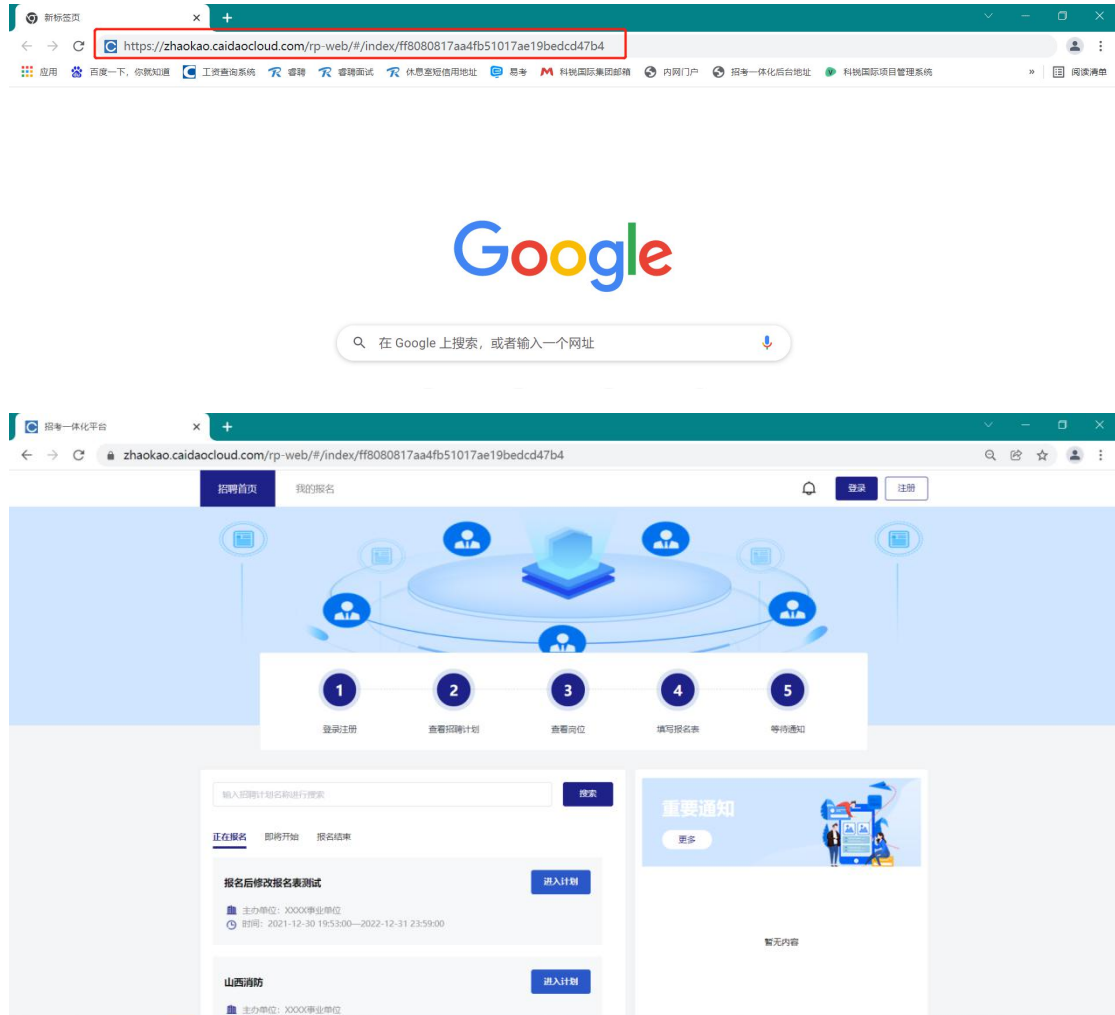 新标签页
https://zhaokao.caidaocloud.com/rp-web/#/index/ff8080817aa4fb51017ae19bedcd47b4
应用 百度一下，你就知道 工资查询系统 睿聘 睿聘面试 休息室短信用地址 易考 科锐国际集团邮箱 内网门户 招考一体化后台地址 科锐国际项目管理系统 » 阅读清单
Google
在 Google 上搜索，或者输入一个网址
招考一体化平台
zhaokao.caidaocloud.com/rp-web/#/index/ff8080817aa4fb51017ae19bedcd47b4
招聘首页 我的报名 登录 注册
1 2 3 4 5
登录注册 查看招聘计划 查看岗位 填写报名表 等待通知
输入招聘计划名称进行搜索 搜索
重要通知
更多
正在报名 即将开始 报名结束
报名后修改报名表测试 进入计划
主办单位：XXXX事业单位
时间：2021-12-30 19:53:00—2022-12-31 23:59:00
暂无内容
山西消防 进入计划
主办单位：XXXX事业单位